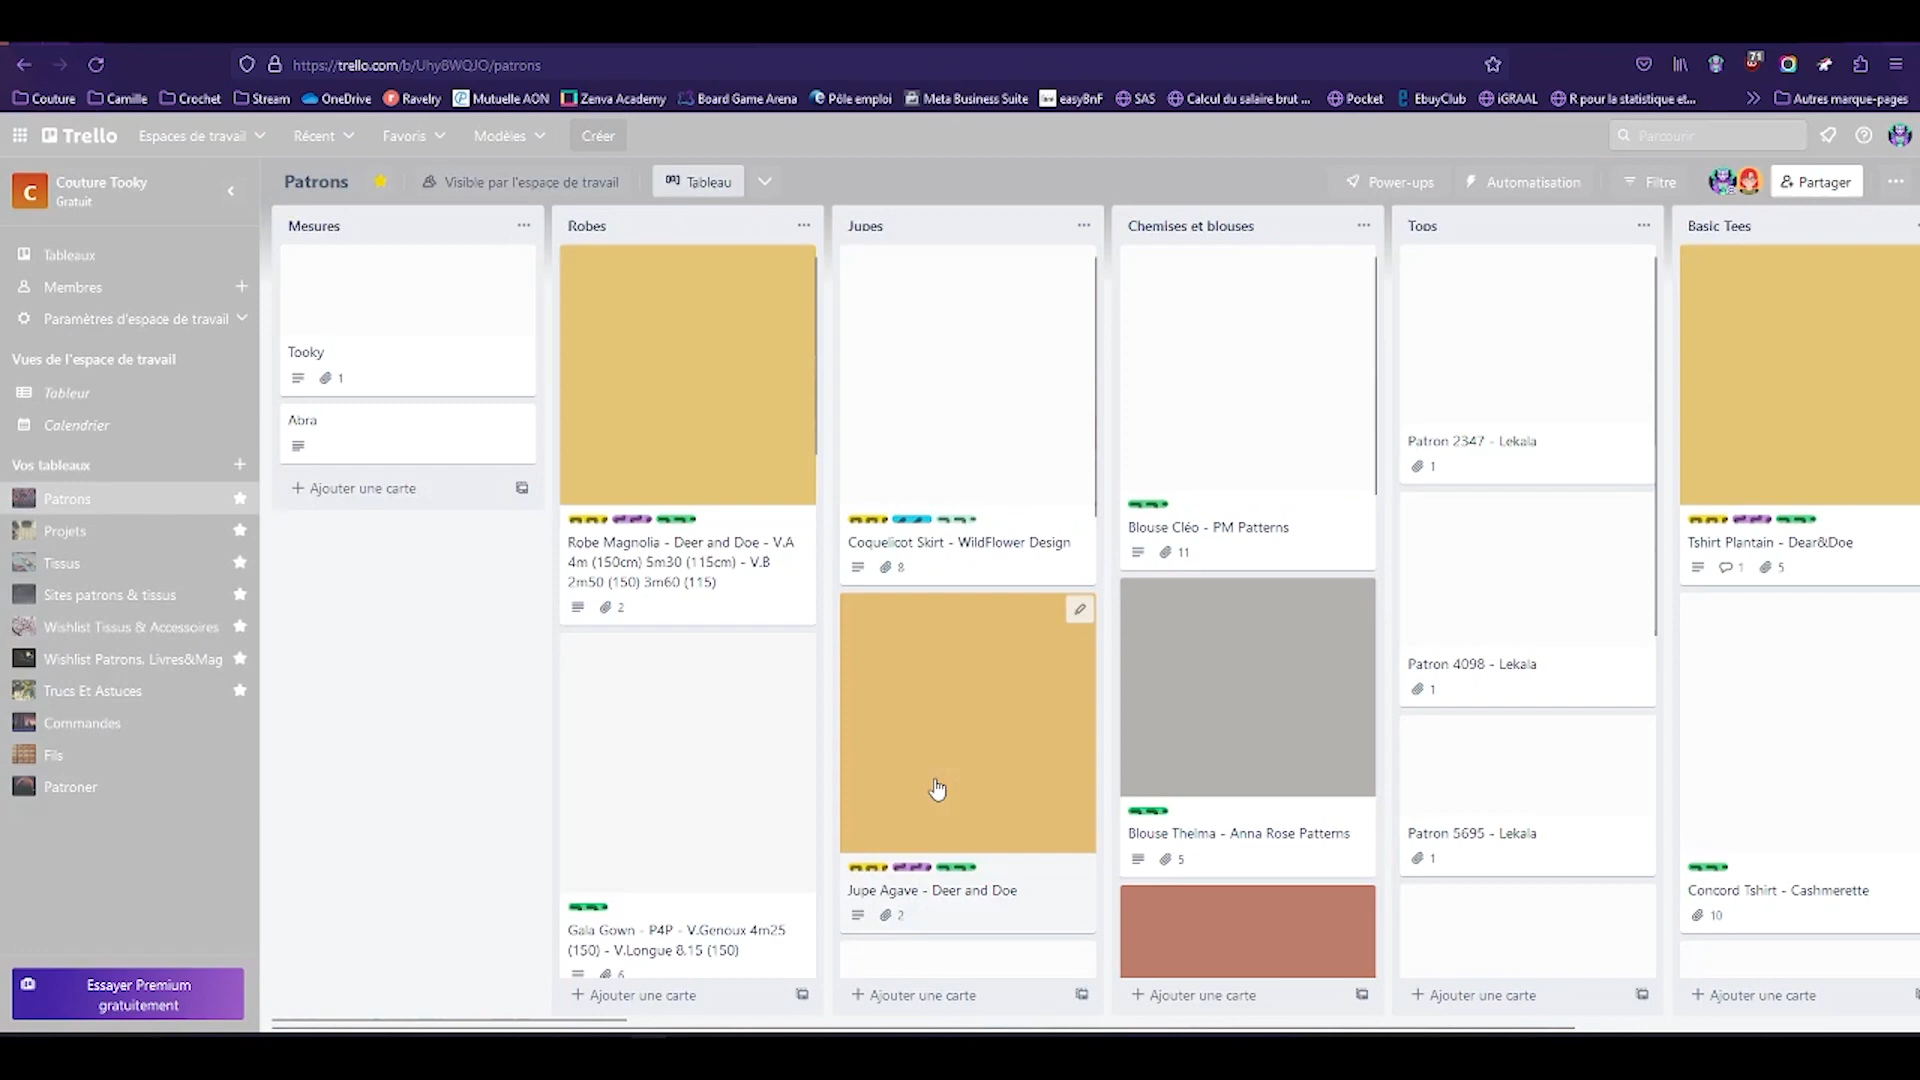 https://trello.com/b/UhyBWQJO/patrons
71
Couture
Camille
Crochet
Stream
OneDrive
Ravelry
Mutuelle AON
Zenva Academy
Board Game Arena
Pôle emploi
Meta Business Suite
easyBnF
SAS
Calcul du salaire brut ...
Pocket
EbuyClub
iGRAAL
R pour la statistique et...
Autres marque-pages
Trello
Espaces de travail
Récent
Favoris
Modèles
Créer
Parcourir
C
Couture Tooky
Gratuit
Patrons
Visible par l'espace de travail
Tableau
Power-ups
Automatisation
Filtre
Partager
Tableaux
Membres
Paramètres d'espace de travail
Vues de l'espace de travail
Tableur
Calendrier
Vos tableaux
Patrons
Projets
Tissus
Sites patrons & tissus
Wishlist Tissus & Accessoires
Wishlist Patrons, Livres&Mag
Trucs Et Astuces
Commandes
Fils
Patroner
Essayer Premium
gratuitement
Mesures
Tooky
1
Abra
+ Ajouter une carte
Robes
Robe Magnolia - Deer and Doe - V.A
4m (150cm) 5m30 (115cm) - V.B
2m50 (150) 3m60 (115)
2
Gala Gown - P4P - V.Genoux 4m25
(150) - V.Longue 8.15 (150)
6
+ Ajouter une carte
Jupes
Coquelicot Skirt - WildFlower Design
8
Jupe Agave - Deer and Doe
2
+ Ajouter une carte
Chemises et blouses
Blouse Cléo - PM Patterns
11
Blouse Thelma - Anna Rose Patterns
5
+ Ajouter une carte
Tops
Patron 2347 - Lekala
1
Patron 4098 - Lekala
1
Patron 5695 - Lekala
1
+ Ajouter une carte
Basic Tees
Tshirt Plantain - Dear&Doe
1
5
Concord Tshirt - Cashmerette
10
+ Ajouter une carte